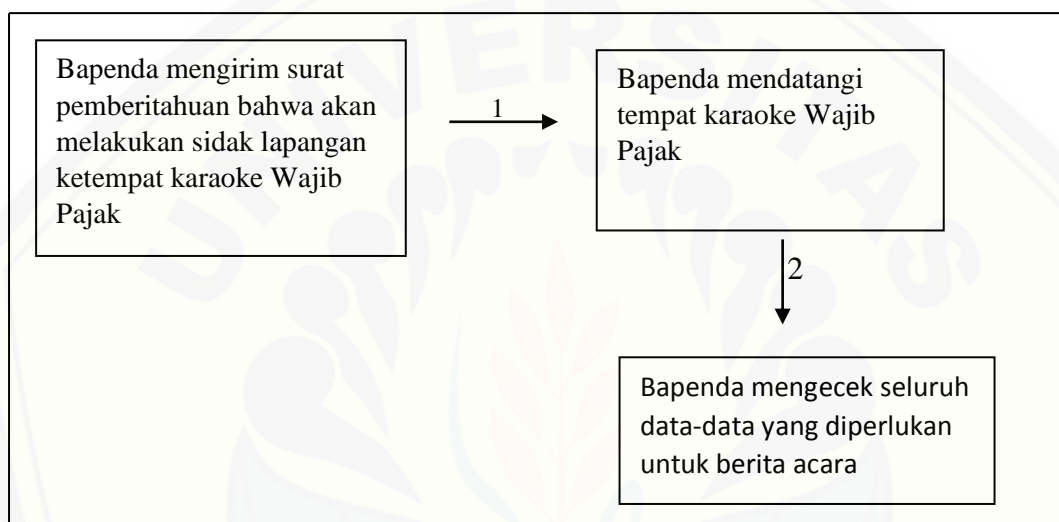 Bapenda mengirim surat
pemberitahuan bahwa akan
melakukan sidak lapangan
ketempat karaoke Wajib
Pajak
1
Bapenda mendatangi
tempat karaoke Wajib
Pajak
2
Bapenda mengecek seluruh
data-data yang diperlukan
untuk berita acara
UNIVERSITAS